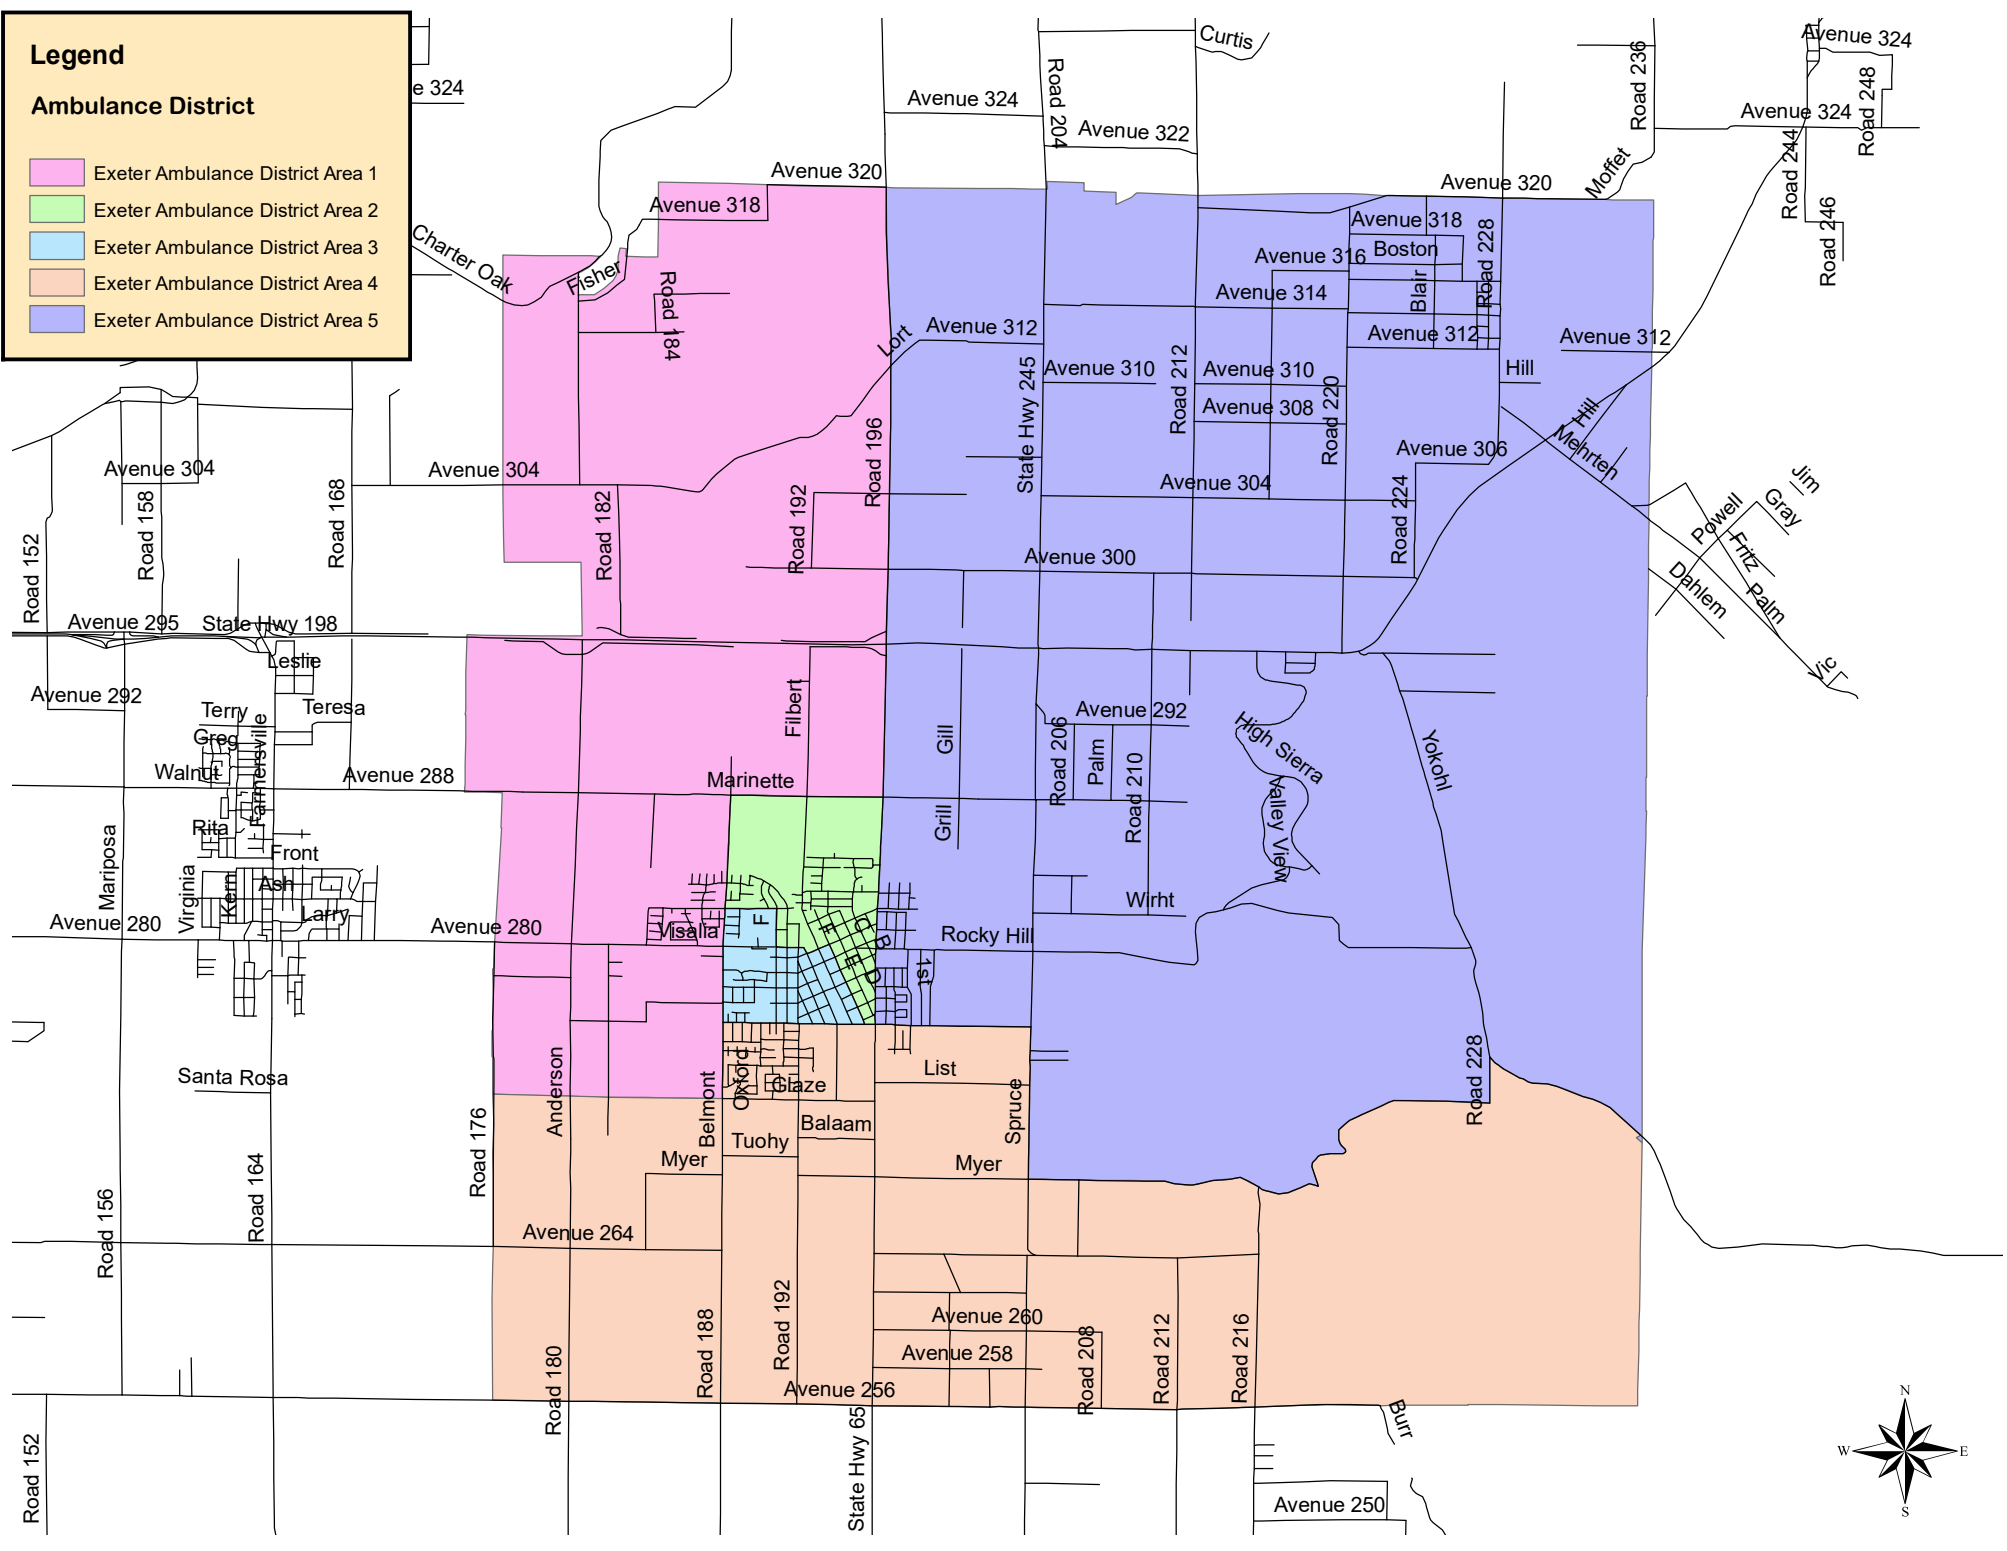 Legend
Ambulance District
Exeter Ambulance District Area 1
Exeter Ambulance District Area 2
Exeter Ambulance District Area 3
Exeter Ambulance District Area 4
Exeter Ambulance District Area 5
e 324
Curtis
Avenue 324
Road 204
Avenue 322
Road 236
Avenue 324
Road 248
Avenue 324
Road 244
Road 246
Moffet
Avenue 320
Avenue 320
Avenue 318
Avenue 318
Boston
Avenue 316
Blair
Road 228
Charter Oak
Fisher
Road 184
Avenue 314
Avenue 312
Avenue 312
Avenue 312
Lort
State Hwy 245
Avenue 310
Road 212
Avenue 310
Avenue 308
Road 220
Hill
Hill
Mehrten
Avenue 306
Road 196
Avenue 304
Avenue 304
Avenue 304
Road 152
Road 158
Road 168
Road 182
Road 192
Road 224
Jim
Gray
Powell
Fritz
Dahlem
Palm
Vic
Avenue 300
Avenue 295
State Hwy 198
Leslie
Avenue 292
Terry
Teresa
Greg
Farmersville
Walnut
Avenue 288
Filbert
Marinette
Gill
Grill
Avenue 292
Road 206
Palm
Road 210
High Sierra
Valley View
Yokohl
Rita
Front
Mariposa
Virginia
Kern
Ash
Larry
Avenue 280
Avenue 280
Visalia
F
F
C
B
E
D
1st
Rocky Hill
Wirht
Santa Rosa
Anderson
Belmont
Oxford
Glaze
List
Spruce
Road 228
Balaam
Tuohy
Myer
Myer
Road 176
Road 164
Road 156
Avenue 264
Road 192
Road 188
Road 180
Avenue 260
Avenue 258
Avenue 256
Road 208
Road 212
Road 216
Burr
Road 152
State Hwy 65
Avenue 250
N
W
E
S